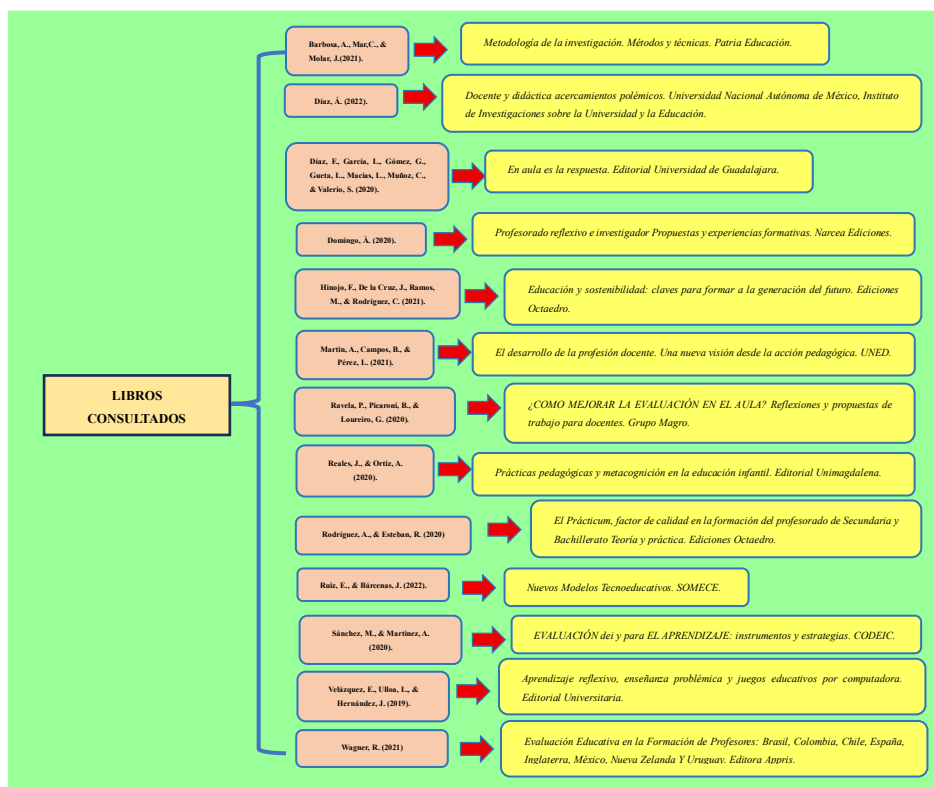 Barbosa, A., Mar,C., &
Molar, J.(2021).
Metodología de la investigación. Métodos y técnicas. Patria Educación.
Díaz, Á. (2022).
Docente y didáctica acercamientos polémicos. Universidad Nacional Autónoma de México, Instituto
de Investigaciones sobre la Universidad y la Educación.
Díaz, F., García, I., Gómez, G.,
Gueta, L., Macías, L., Muñoz, C.,
& Valerio, S. (2020).
En aula es la respuesta. Editorial Universidad de Guadalajara.
Domingo, À. (2020).
Profesorado reflexivo e investigador Propuestas y experiencias formativas. Narcea Ediciones.
Hinojo, F., De la Cruz, J., Ramos,
M., & Rodríguez, C. (2021).
Educación y sostenibilidad: claves para formar a la generación del futuro. Ediciones
Octaedro.
Martín, A., Campos, B., &
Pérez, L. (2021).
El desarrollo de la profesión docente. Una nueva visión desde la acción pedagógica. UNED.
LIBROS
CONSULTADOS
Ravela, P., Picaroni, B., &
Loureiro, G. (2020).
¿COMO MEJORAR LA EVALUACIÓN EN EL AULA? Reflexiones y propuestas de
trabajo para docentes. Grupo Magro.
Reales, J., & Ortiz, A.
(2020).
Prácticas pedagógicas y metacognición en la educación infantil. Editorial Unimagdalena.
Rodríguez, A., & Esteban, R. (2020)
El Prácticum, factor de calidad en la formación del profesorado de Secundaria y
Bachillerato Teoría y práctica. Ediciones Octaedro.
Ruiz, E., & Bárcenas, J. (2022).
Nuevos Modelos Tecnoeducativos. SOMECE.
Sánchez, M., & Martínez, A.
(2020).
EVALUACIÓN dei y para EL APRENDIZAJE: instrumentos y estrategias. CODEIC.
Velázquez, E., Ulloa, L., &
Hernández, J. (2019).
Aprendizaje reflexivo, enseñanza problémica y juegos educativos por computadora.
Editorial Universitaria.
Wagner, R. (2021)
Evaluación Educativa en la Formación de Profesores: Brasil, Colombia, Chile, España,
Inglaterra, México, Nueva Zelanda Y Uruguay. Editora Appris.